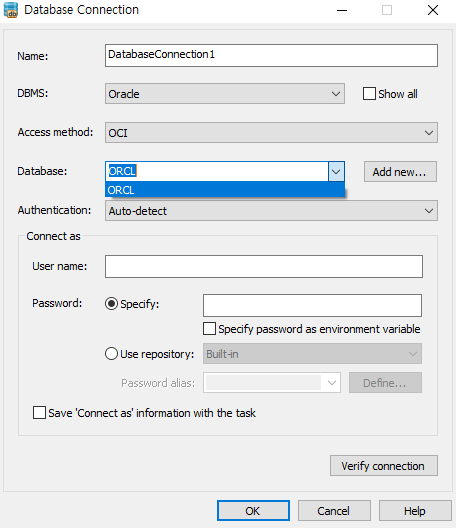 Database Connection
Name: DatabaseConnection1
DBMS: Oracle Show all
Access method: OCI
Database: ORCL Add new...
ORCL
Authentication: Auto-detect
Connect as
User name:
Password: Specify:
Specify password as environment variable
Use repository: Built-in
Password alias: Define...
Save 'Connect as' information with the task
Verify connection
OK Cancel Help